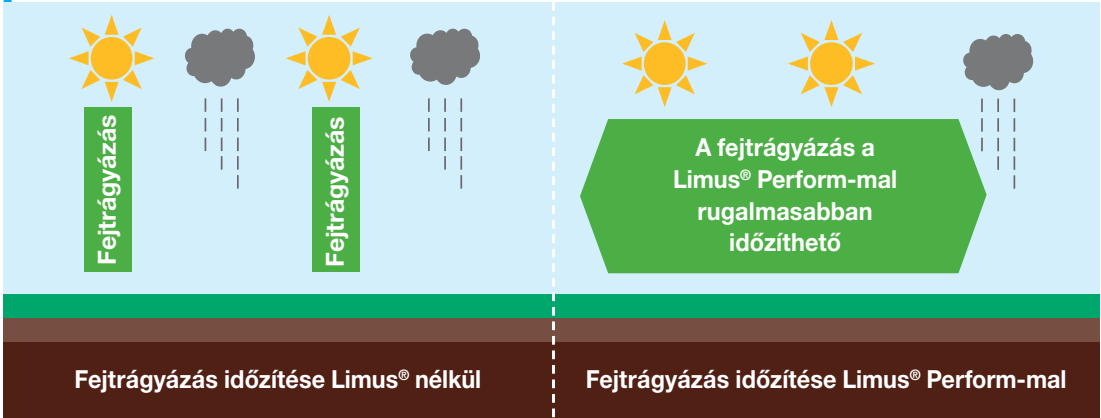 Fejtrágyázás
Fejtrágyázás
Fejtrágyázás időzítése Limus® nélkül
A fejtrágyázás a
Limus® Perform-mal
rugalmasabban
időzíthető
Fejtrágyázás időzítése Limus® Perform-mal